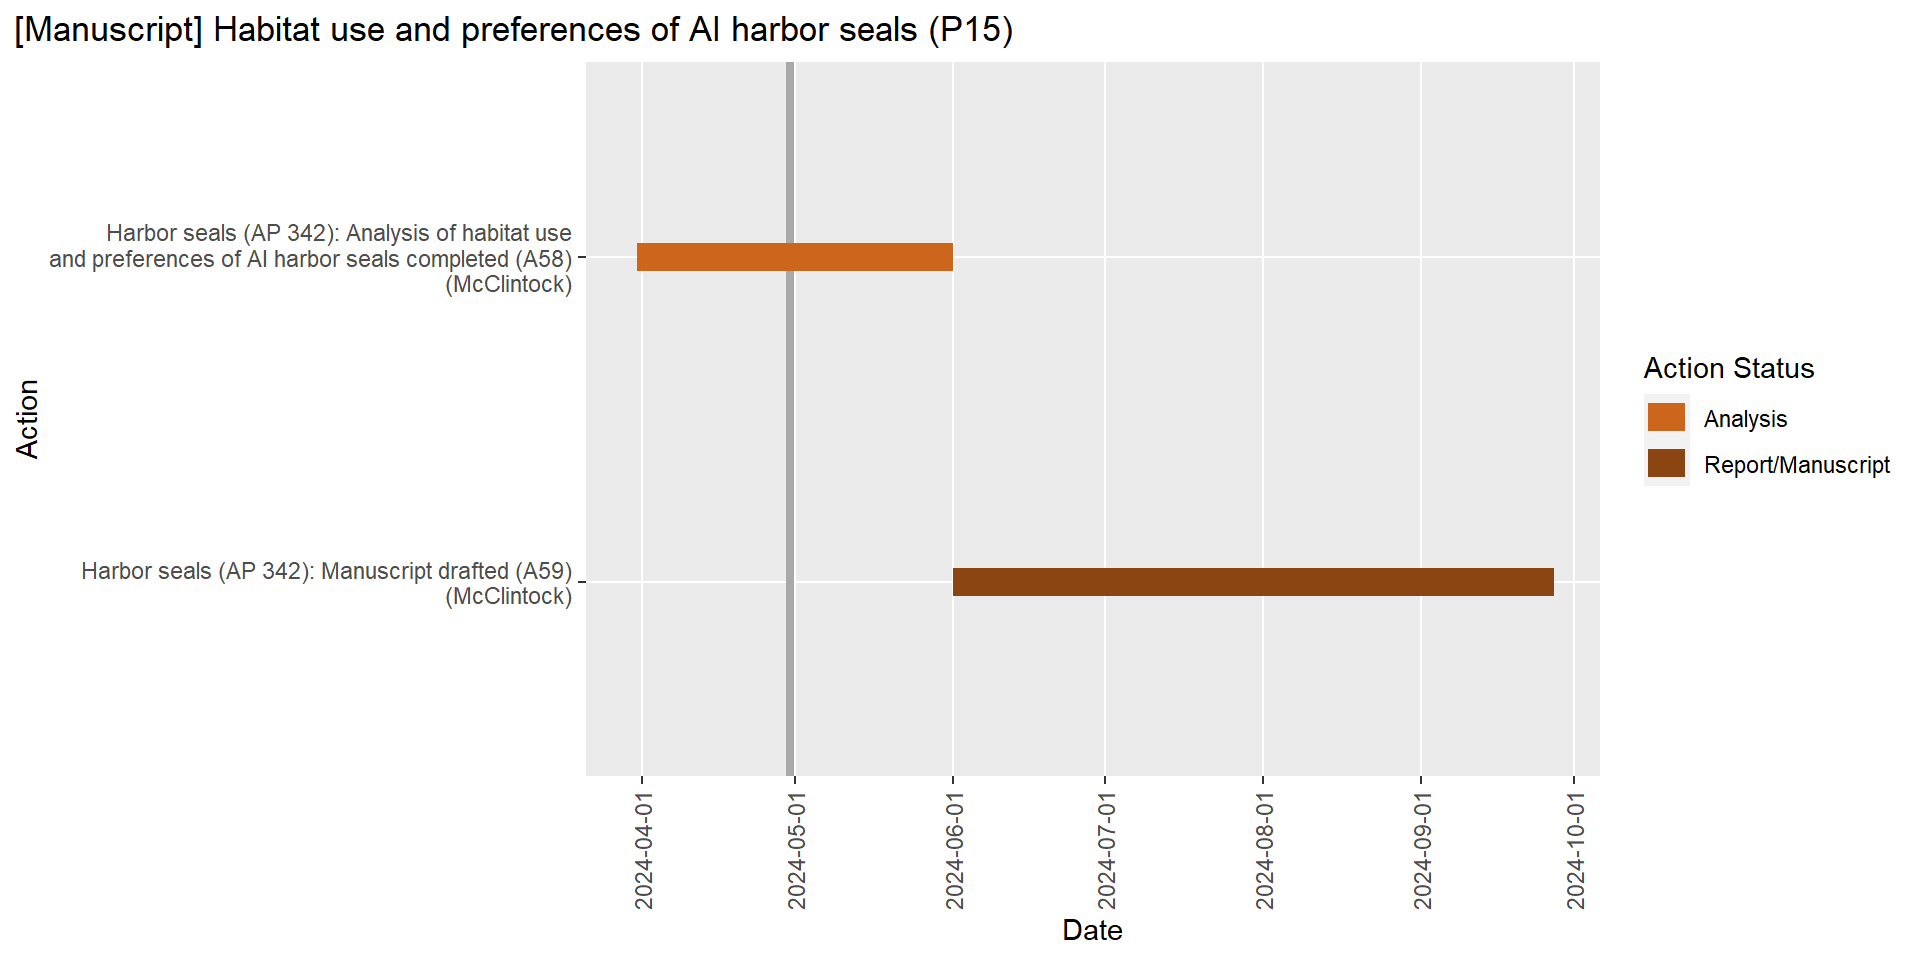 [Manuscript] Habitat use and preferences of AI harbor seals (P15)
Harbor seals (AP 342): Analysis of habitat use
and preferences of AI harbor seals completed (A58)
(McClintock)
Harbor seals (AP 342): Manuscript drafted (A59)
(McClintock)
Action
2024-04-01
2024-05-01
2024-06-01
2024-07-01
2024-08-01
2024-09-01
2024-10-01
Date
Action Status
Analysis
Report/Manuscript